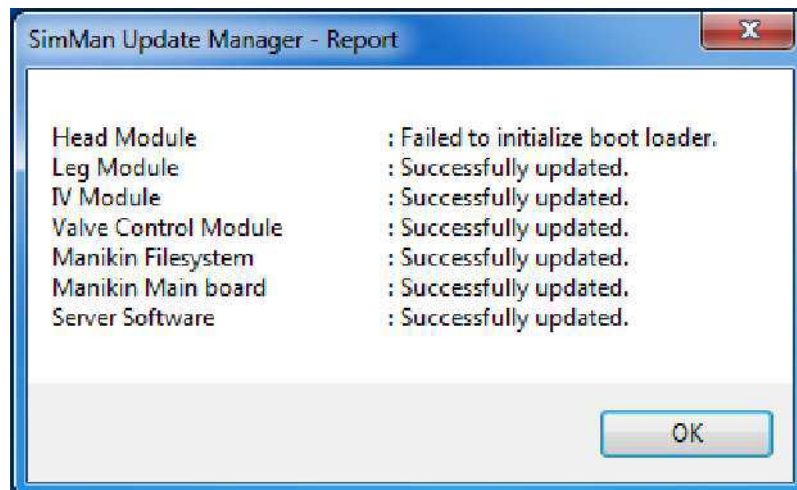 SimMan Update Manager - Report
Head Module : Failed to initialize boot loader.
Leg Module : Successfully updated.
IV Module : Successfully updated.
Valve Control Module : Successfully updated.
Manikin Filesystem : Successfully updated.
Manikin Main board : Successfully updated.
Server Software : Successfully updated.
OK